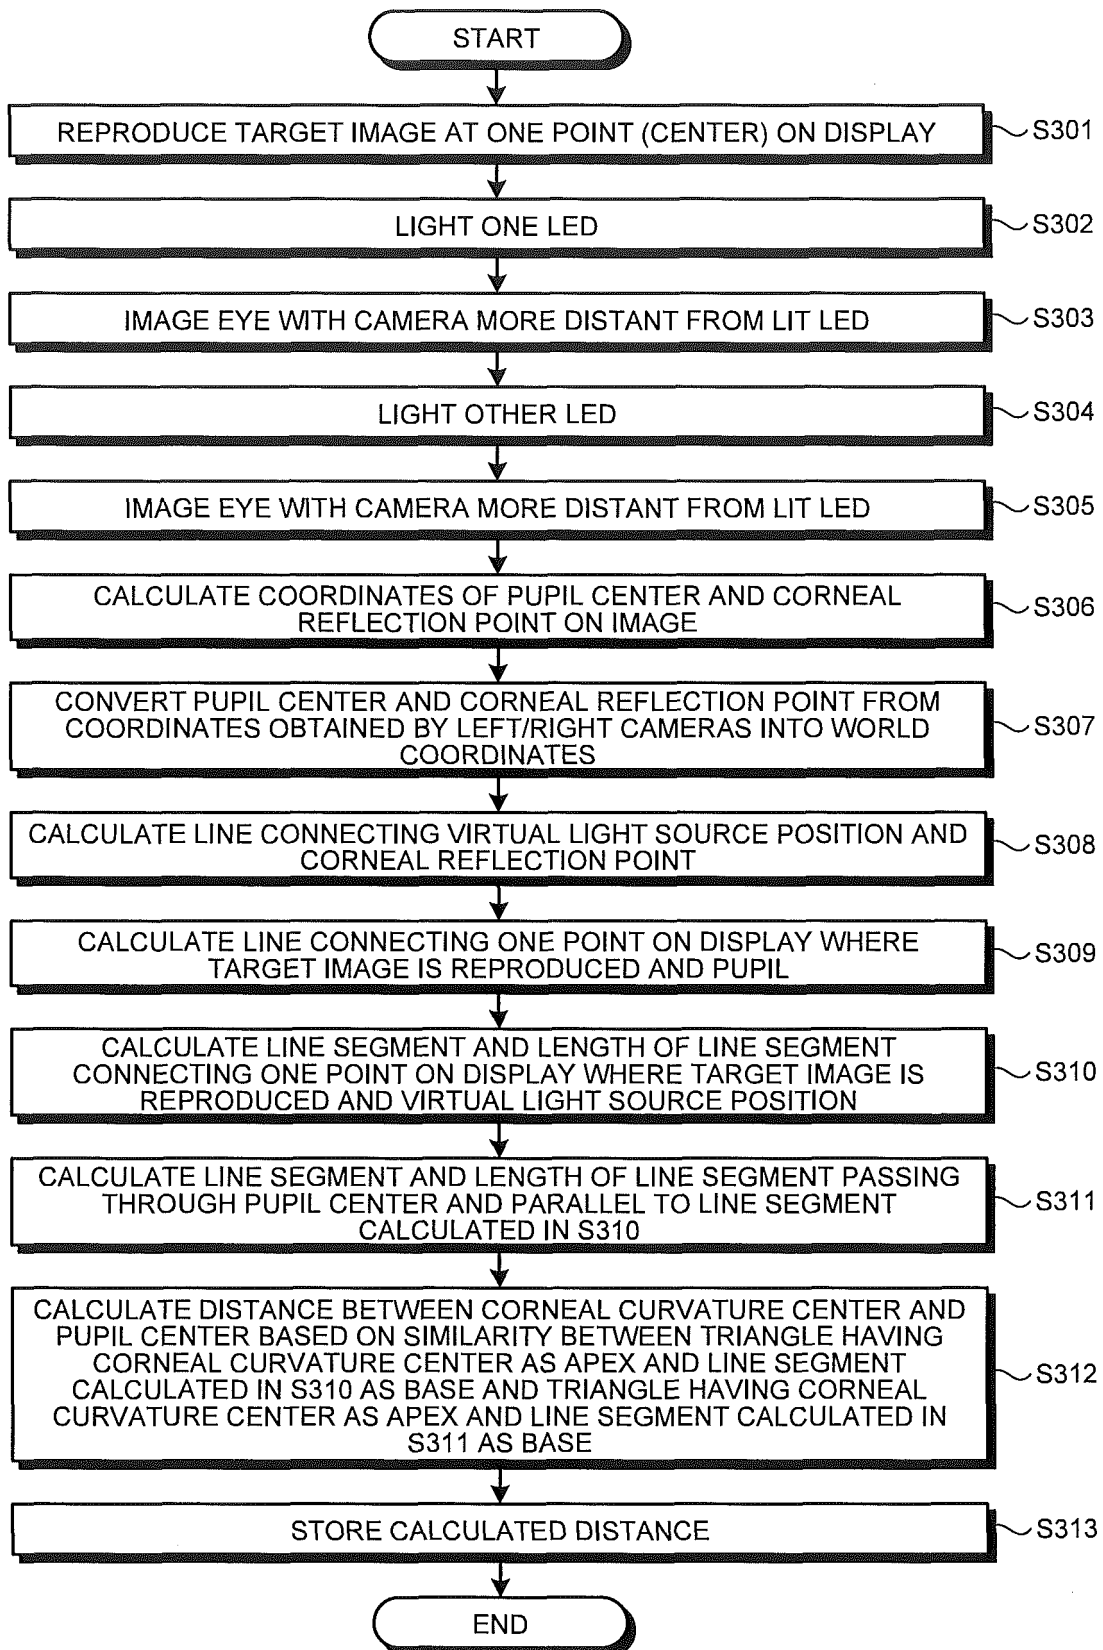 START
REPRODUCE TARGET IMAGE AT ONE POINT (CENTER) ON DISPLAY
S301
LIGHT ONE LED
S302
IMAGE EYE WITH CAMERA MORE DISTANT FROM LIT LED
S303
LIGHT OTHER LED
S304
IMAGE EYE WITH CAMERA MORE DISTANT FROM LIT LED
S305
CALCULATE COORDINATES OF PUPIL CENTER AND CORNEAL
REFLECTION POINT ON IMAGE
S306
CONVERT PUPIL CENTER AND CORNEAL REFLECTION POINT FROM
COORDINATES OBTAINED BY LEFT/RIGHT CAMERAS INTO WORLD
COORDINATES
S307
CALCULATE LINE CONNECTING VIRTUAL LIGHT SOURCE POSITION AND
CORNEAL REFLECTION POINT
S308
CALCULATE LINE CONNECTING ONE POINT ON DISPLAY WHERE
TARGET IMAGE IS REPRODUCED AND PUPIL
S309
CALCULATE LINE SEGMENT AND LENGTH OF LINE SEGMENT
CONNECTING ONE POINT ON DISPLAY WHERE TARGET IMAGE IS
REPRODUCED AND VIRTUAL LIGHT SOURCE POSITION
S310
CALCULATE LINE SEGMENT AND LENGTH OF LINE SEGMENT PASSING
THROUGH PUPIL CENTER AND PARALLEL TO LINE SEGMENT
CALCULATED IN S310
S311
CALCULATE DISTANCE BETWEEN CORNEAL CURVATURE CENTER AND
PUPIL CENTER BASED ON SIMILARITY BETWEEN TRIANGLE HAVING
CORNEAL CURVATURE CENTER AS APEX AND LINE SEGMENT
CALCULATED IN S310 AS BASE AND TRIANGLE HAVING CORNEAL
CURVATURE CENTER AS APEX AND LINE SEGMENT CALCULATED IN
S311 AS BASE
S312
STORE CALCULATED DISTANCE
S313
END